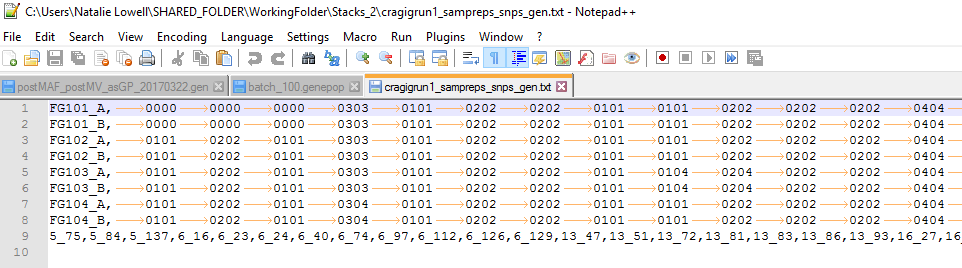 C:\Users\Natalie Lowell\SHARED_FOLDER\WorkingFolder\Stacks_2\cragigrun1_sampreps_snps_gen.txt - Notepad++
File Edit Search View Encoding Language Settings Macro Run Plugins Window ?
postMAF_postMV_asGP_20170322.gen batch_100.genepop cragigrun1_sampreps_snps_gen.txt
1 FG101_A, 0000 0000 0000 0303 0101 0202 0202 0101 0101 0202 0202 0202 0404
2 FG101_B, 0000 0000 0000 0303 0101 0202 0202 0101 0101 0202 0202 0202 0404
3 FG102_A, 0101 0202 0101 0303 0101 0202 0202 0101 0101 0202 0202 0202 0404
4 FG102_B, 0101 0202 0101 0303 0101 0202 0202 0101 0101 0202 0202 0202 0404
5 FG103_A, 0101 0202 0101 0303 0101 0202 0202 0101 0104 0204 0202 0202 0404
6 FG103_B, 0101 0202 0101 0303 0101 0202 0202 0101 0104 0204 0202 0202 0404
7 FG104_A, 0101 0202 0101 0304 0101 0202 0202 0101 0101 0202 0202 0202 0404
8 FG104_B, 0101 0202 0101 0304 0101 0202 0202 0101 0101 0202 0202 0202 0404
9 5_75,5_84,5_137,6_16,6_23,6_24,6_40,6_74,6_97,6_112,6_126,6_129,13_47,13_51,13_72,13_81,13_83,13_86,13_93,16_27,16_
10